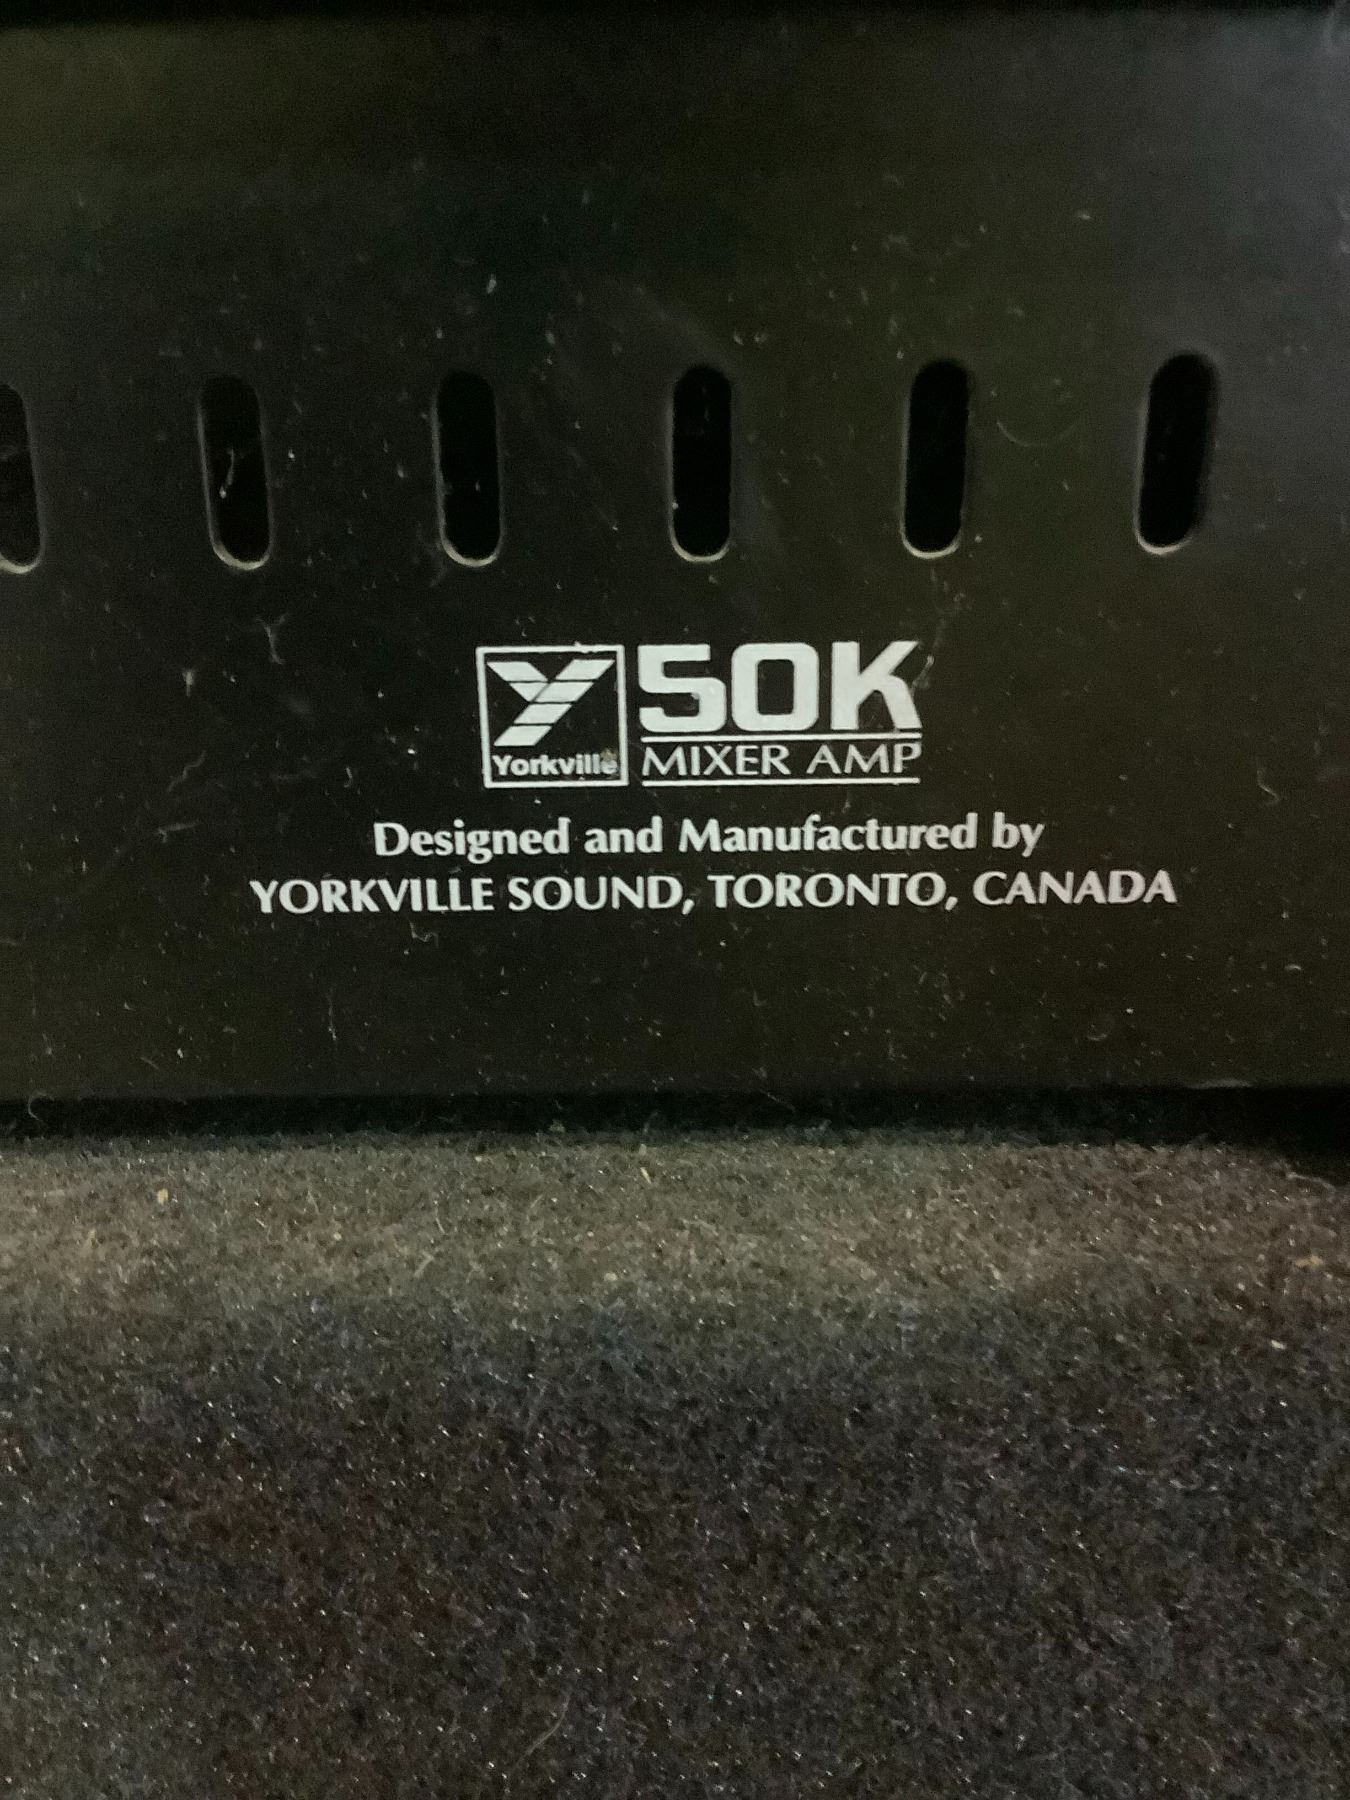 50K
Yorkville MIXER AMP
Designed and Manufactured by
YORKVILLE SOUND, TORONTO, CANADA